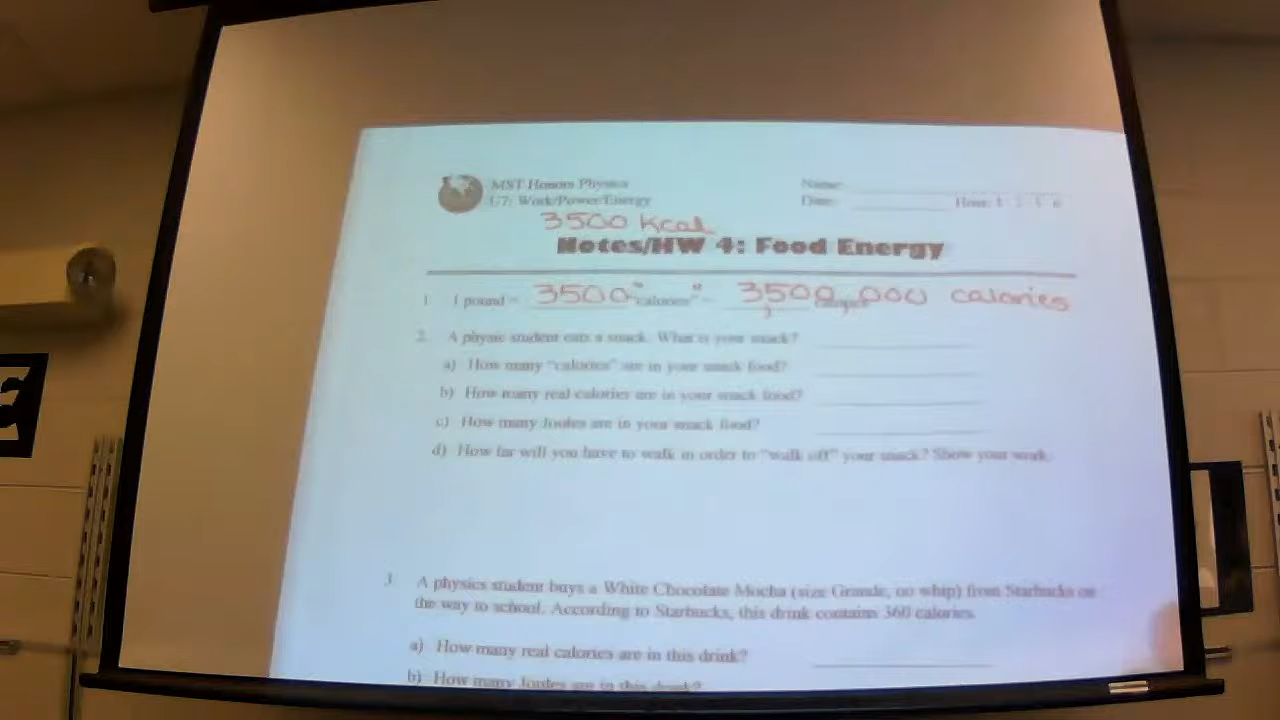 MST Honors Physics
Name:
U7: Work/Power/Energy
Date: Hour: 1
3500 Kcal
Notes/HW 4: Food Energy
1. 1 pound = 3500 "calories" = 3500,000 calories
2. A physic student eats a snack. What is your snack?
a) How many "calories" are in your snack food?
b) How many real calories are in your snack food?
c) How many Joules are in your snack food?
d) How far will you have to walk in order to "walk off" your snack? Show your work.
3. A physics student buys a White Chocolate Mocha (size Grande, no whip) from Starbucks on
the way to school. According to Starbucks, this drink contains 360 calories.
a) How many real calories are in this drink?
b) How many Joules are in this drink?